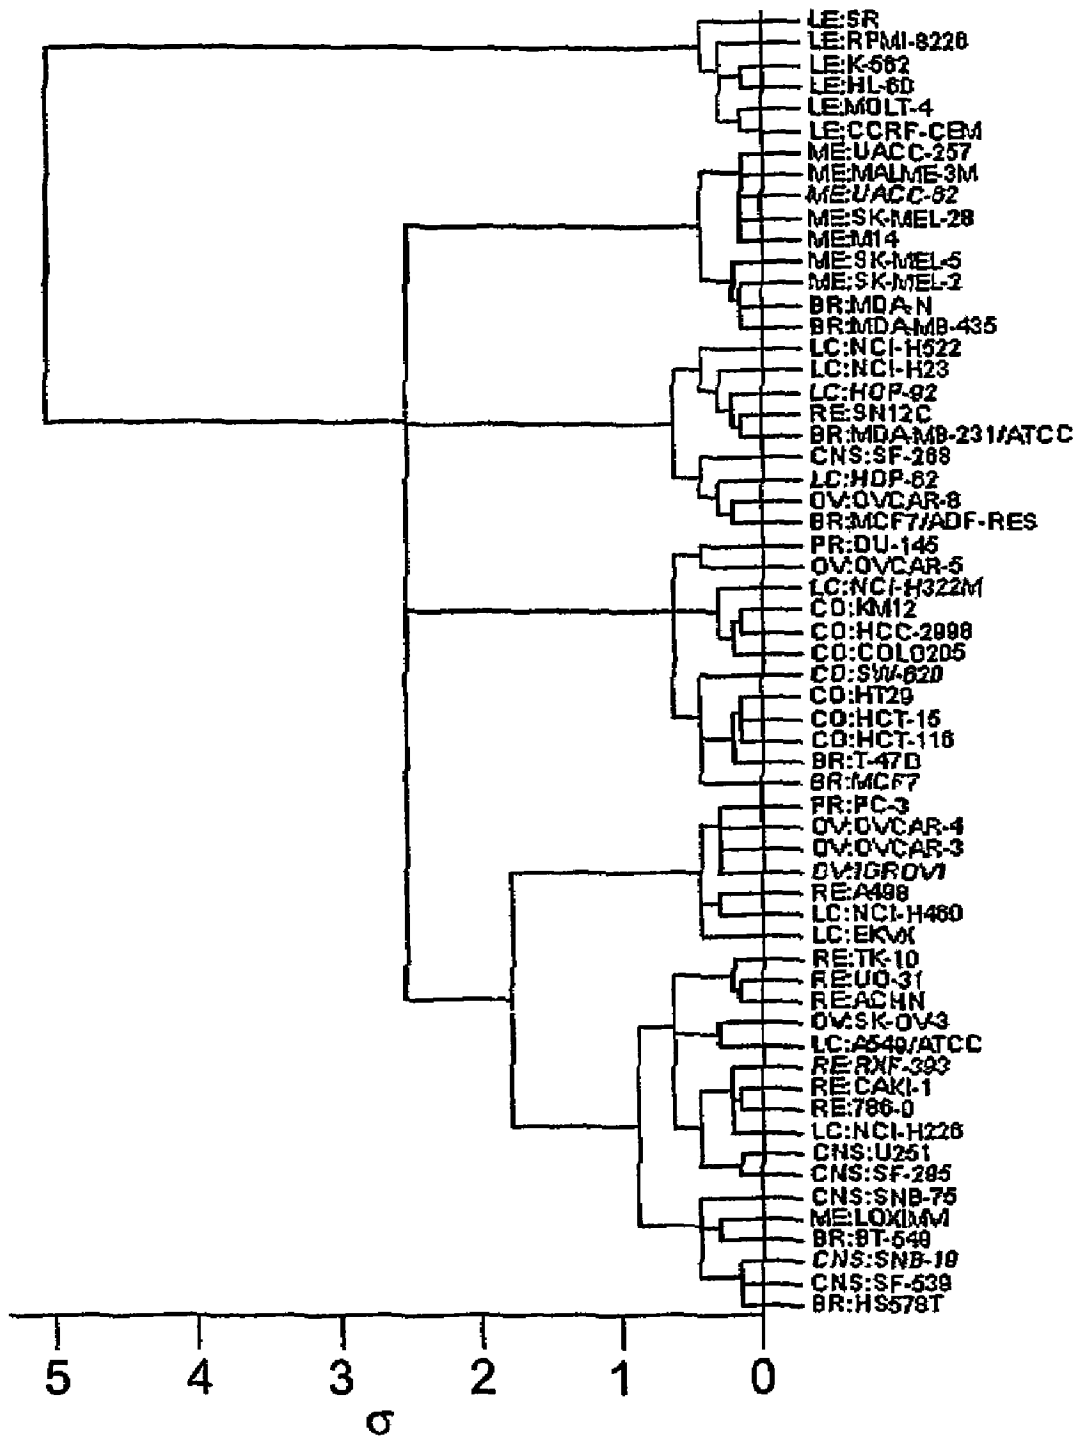 LE:SR
LE:RPMI-8226
LE:K-562
LE:HL-60
LE:MOLT-4
LE:CCRF-CEM
ME:UACC-257
ME:MALME-3M
ME:UACC-62
ME:SK-MEL-28
ME:M14
ME:SK-MEL-5
ME:SK-MEL-2
BR:MDA-N
BR:MDA-MB-435
LC:NCI-H522
LC:NCI-H23
LC:HOP-92
RE:SN12C
BR:MDA-MB-231/ATCC
CNS:SF-268
LC:HOP-62
OV:OVCAR-8
BR:MCF7/ADF-RES
PR:DU-145
OV:OVCAR-5
LC:NCI-H322M
CO:KM12
CO:HCC-2998
CO:COLO205
CO:SW-620
CO:HT29
CO:HCT-15
CO:HCT-116
BR:T-47D
BR:MCF7
PR:PC-3
OV:OVCAR-4
OV:OVCAR-3
OV:IGROV1
RE:A498
LC:NCI-H460
LC:EKVX
RE:TK-10
RE:UO-31
RE:ACHN
OV:SK-OV-3
LC:A549/ATCC
RE:RXF-393
RE:CAKI-1
RE:786-0
LC:NCI-H226
CNS:U251
CNS:SF-295
CNS:SNB-75
ME:LOXIMVI
BR:BT-549
CNS:SNB-19
CNS:SF-539
BR:HS578T
5 4 3 2 1 0
σ